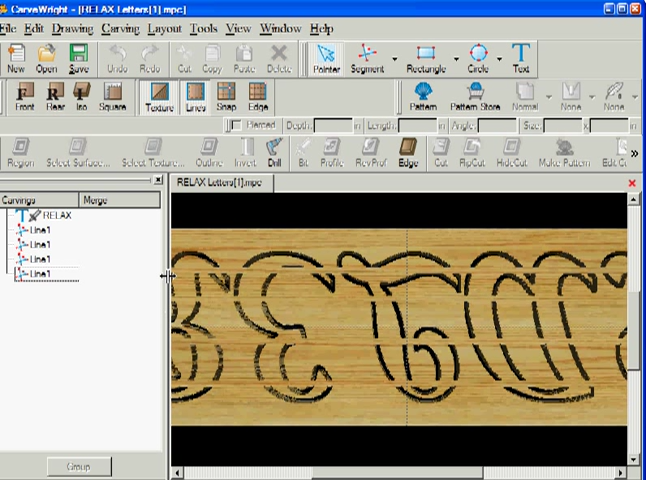 CarveWright - [RELAX Letters[1].mpc]
File Edit Drawing Carving Layout Tools View Window Help
New Open Save Undo Redo Cut Copy Paste Delete Pointer Segment Rectangle Circle Text
Front Rear Iso Square Texture Lines Snap Edge Pattern Pattern Store Normal None None
Pierced Depth: in Length: in Angle: Size: x in
Region Select Surface... Select Texture... Outline Invert Drill Bit Profile RevProf Edge Cut FlipCut HideCut Make Pattern Edit Cu »
RELAX Letters[1].mpc
Carvings Merge
RELAX
Line1
Line1
Line1
Line1
Group